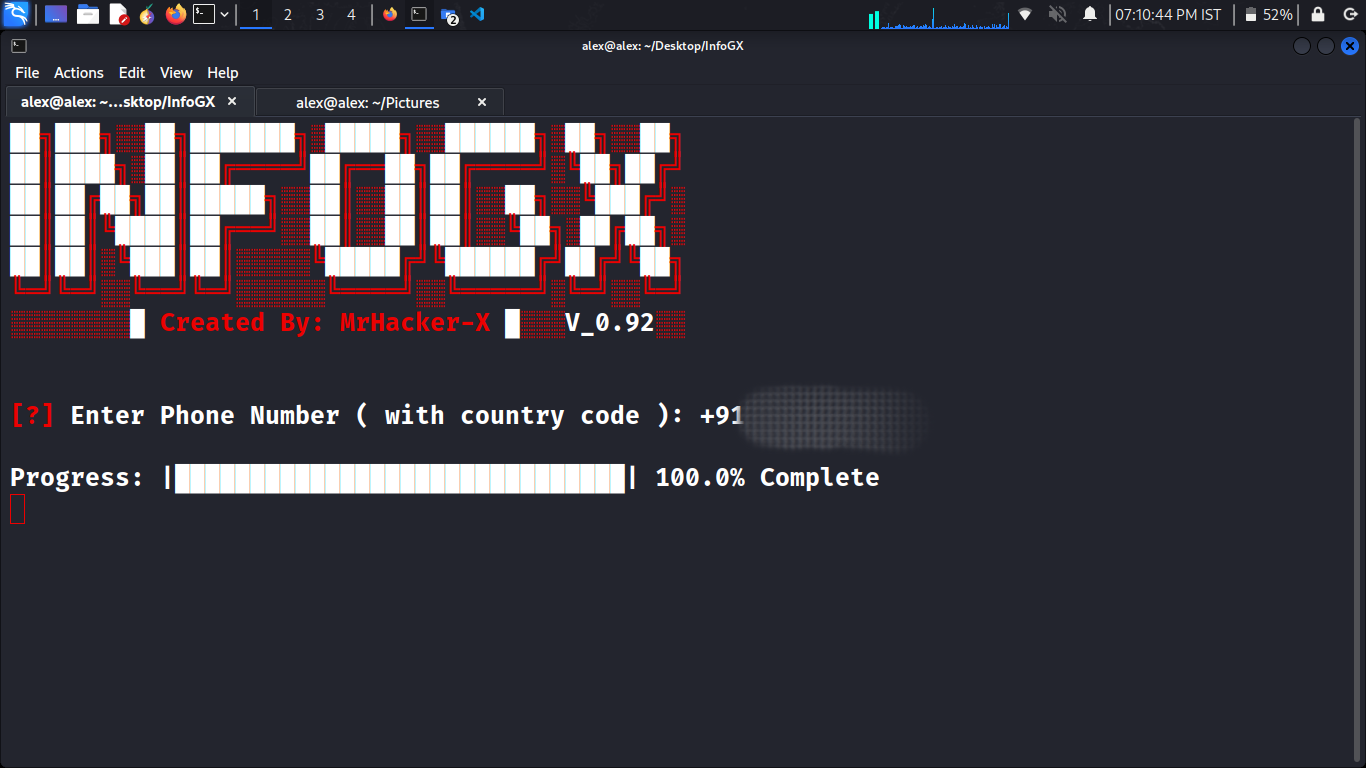 1 2 3 4 2 07:10:44 PM IST 52%
alex@alex: ~/Desktop/InfoGX
File Actions Edit View Help
alex@alex: ~...sktop/InfoGX × alex@alex: ~/Pictures ×
INFOGX
Created By: MrHacker-X V_0.92
[?] Enter Phone Number ( with country code ): +91
Progress: |██████████████████████████████| 100.0% Complete